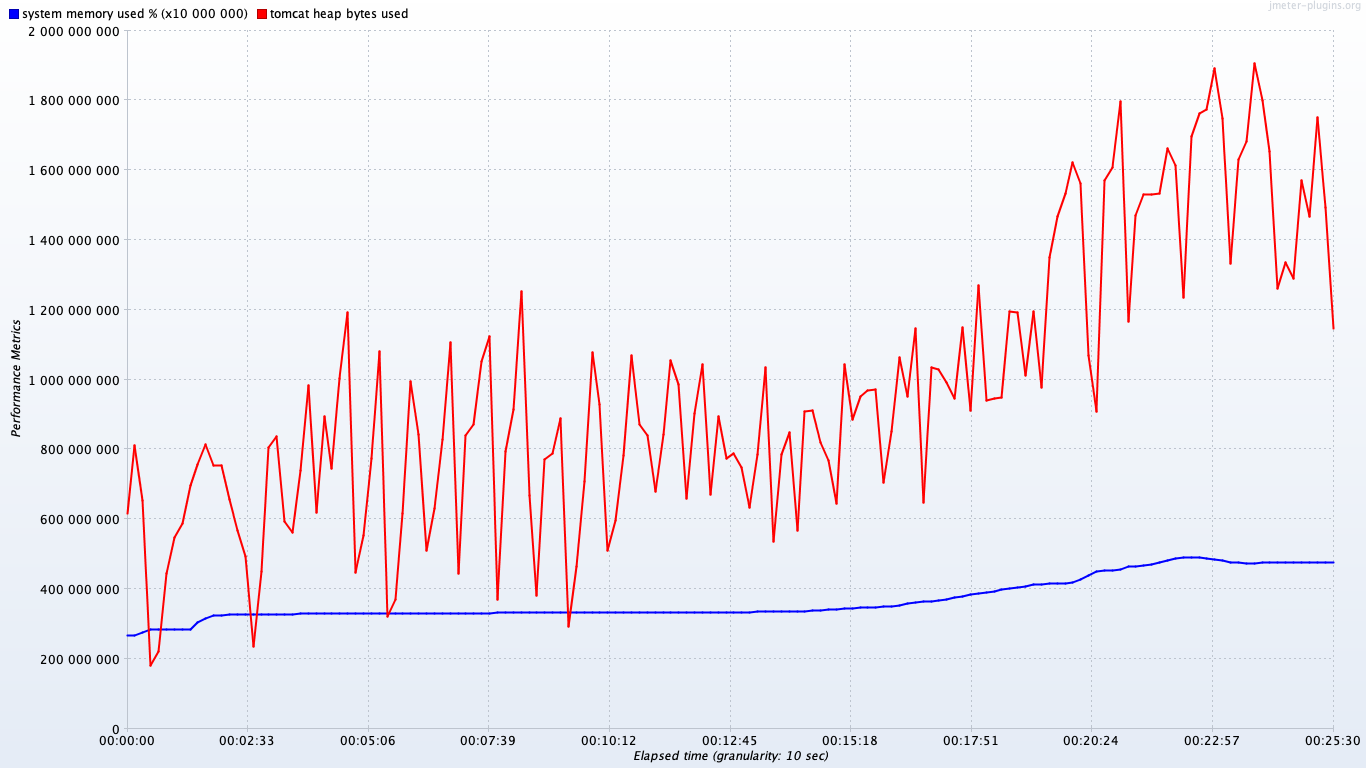 system memory used % (x10 000 000) tomcat heap bytes used
jmeter-plugins.org
2 000 000 000
1 800 000 000
1 600 000 000
1 400 000 000
1 200 000 000
1 000 000 000
800 000 000
600 000 000
400 000 000
200 000 000
0
Performance Metrics
00:00:00 00:02:33 00:05:06 00:07:39 00:10:12 00:12:45 00:15:18 00:17:51 00:20:24 00:22:57 00:25:30
Elapsed time (granularity: 10 sec)